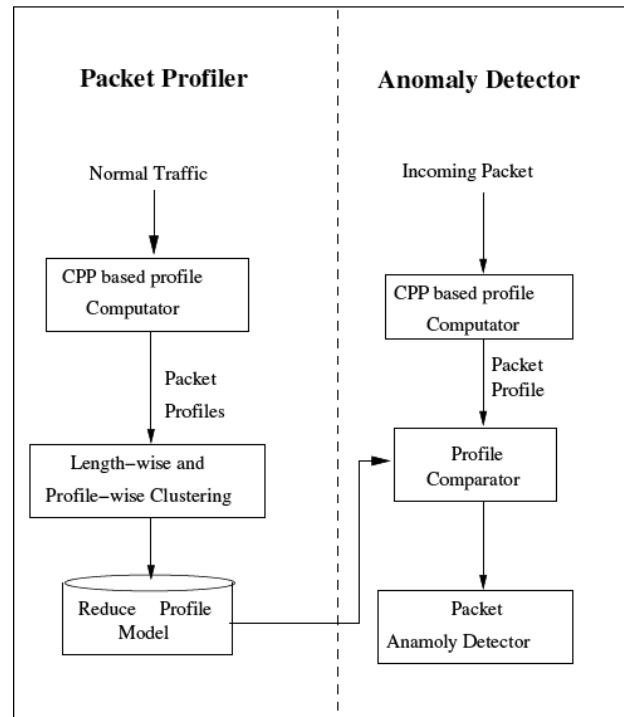 Packet Profiler
Normal Traffic
CPP based profile
Computator
Packet
Profiles
Length-wise and
Profile-wise Clustering
Reduce Profile
Model
Anomaly Detector
Incoming Packet
CPP based profile
Computator
Packet
Profile
Profile
Comparator
Packet
Anamoly Detector